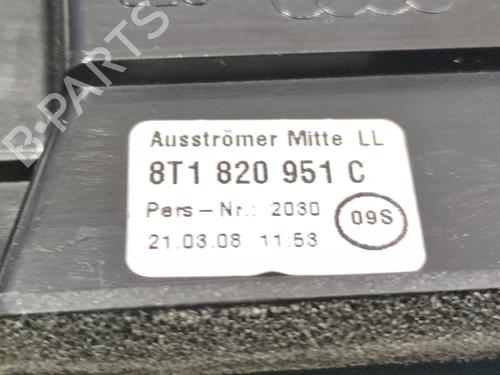 Ausströmer Mitte LL
8T1 820 951 C
Pers-Nr.: 2030
09S
21.03.08 11:53
B-PARTS